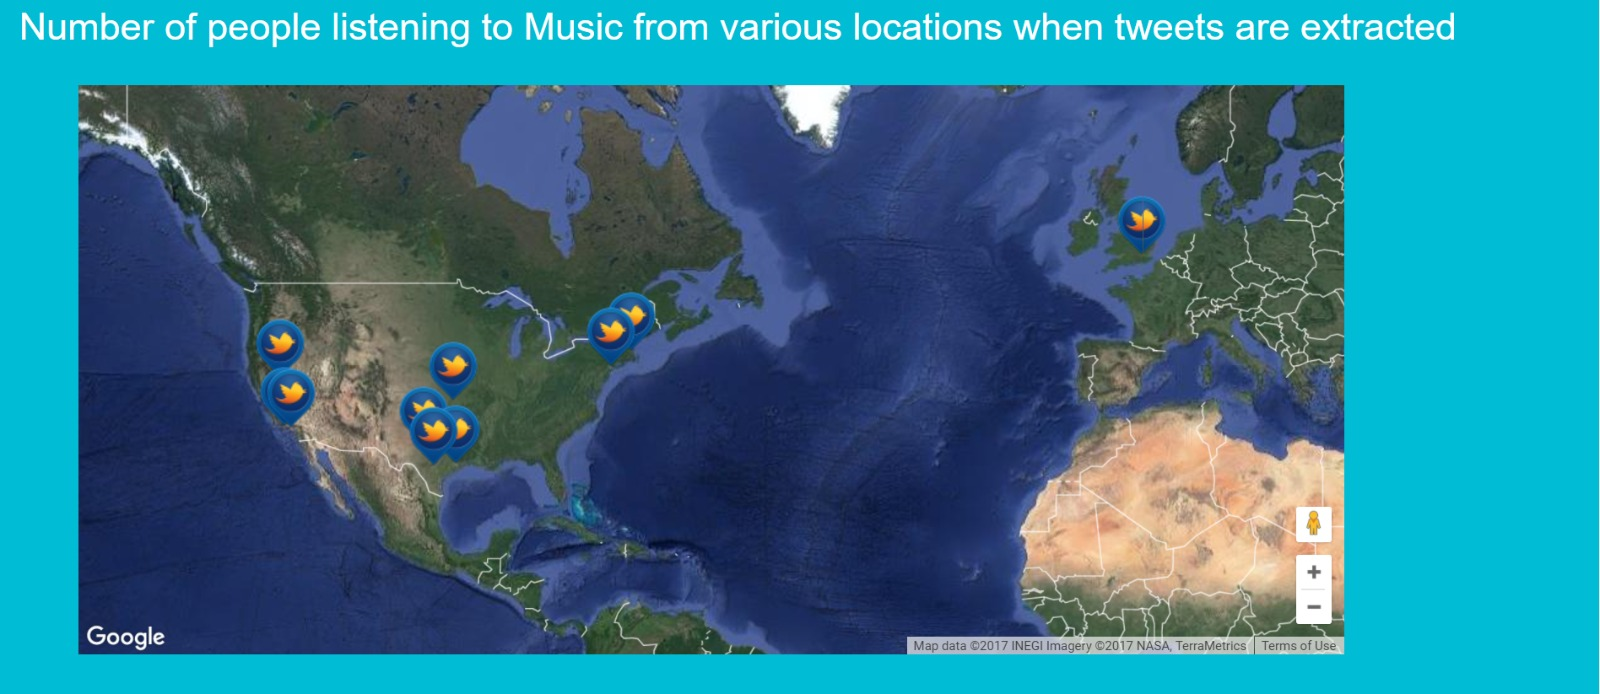 Number of people listening to Music from various locations when tweets are extracted
+
−
Google
Map data ©2017 INEGI Imagery ©2017 NASA, TerraMetrics
Terms of Use